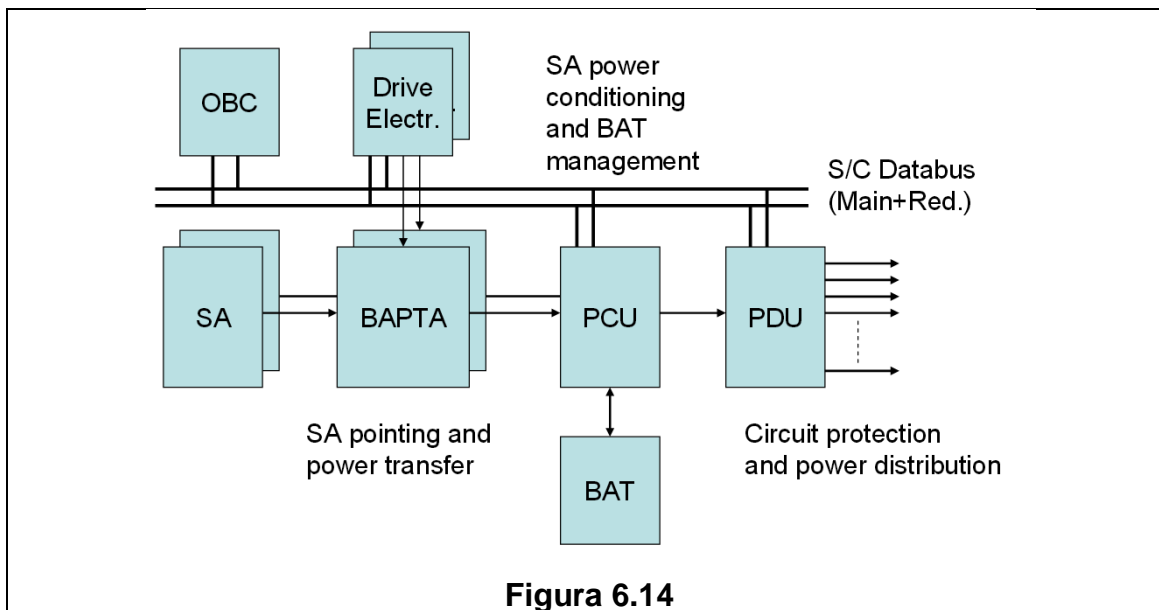 OBC
Drive
Electr.
SA power
conditioning
and BAT
management
S/C Databus
(Main+Red.)
SA
BAPTA
PCU
PDU
SA pointing and
power transfer
BAT
Circuit protection
and power distribution
Figura 6.14